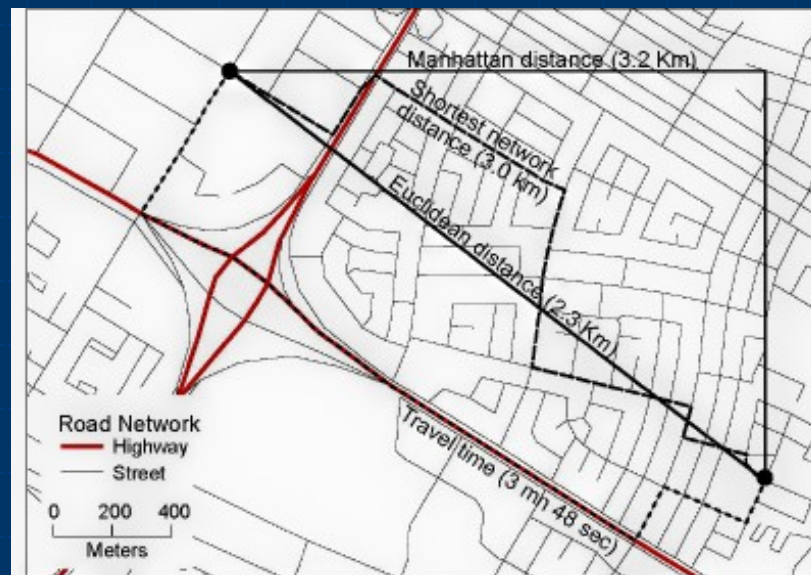 Manhattan distance (3.2 Km)
Shortest network
distance (3.0 km)
Euclidean distance (2.3 Km)
Travel time (3 mh 48 sec)
Road Network
Highway
Street
0 200 400
Meters